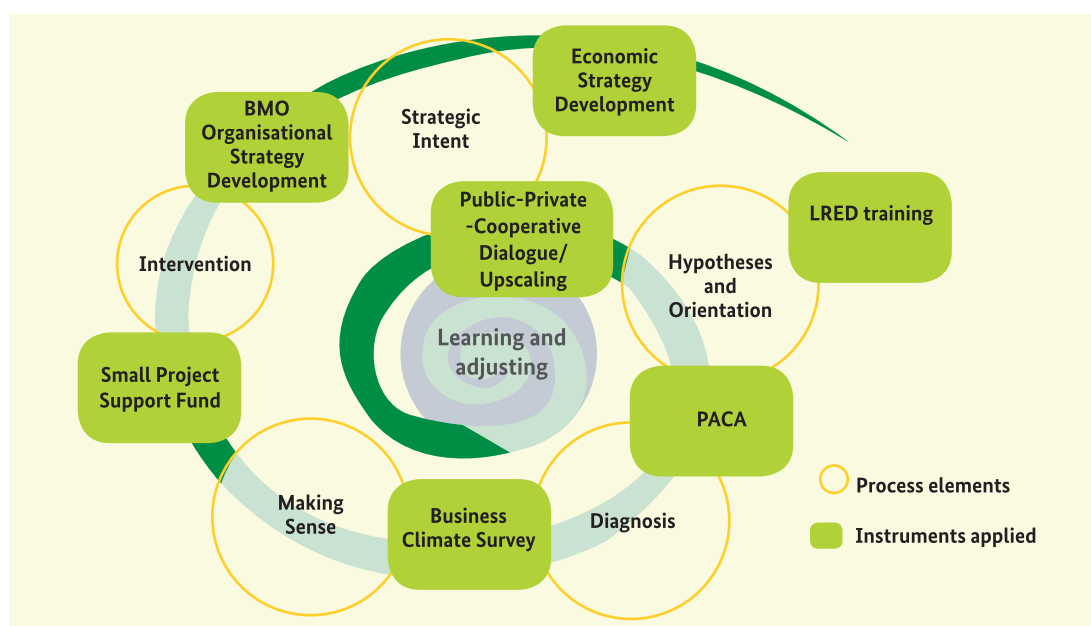 Economic
Strategy
Development
BMO
Organisational
Strategy
Development
Strategic
Intent
Public-Private
-Cooperative
Dialogue/
Upscaling
LRED training
Hypotheses
and
Orientation
Intervention
Learning and
adjusting
Small Project
Support Fund
PACA
Making
Sense
Business
Climate Survey
Diagnosis
Process elements
Instruments applied